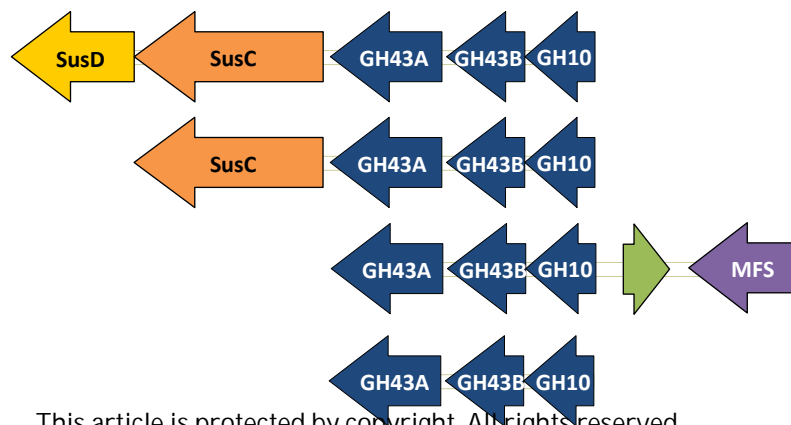 SusD SusC GH43A GH43B GH10
SusC GH43A GH43B GH10
GH43A GH43B GH10 MFS
GH43A GH43B GH10
This article is protected by copyright. All rights reserved